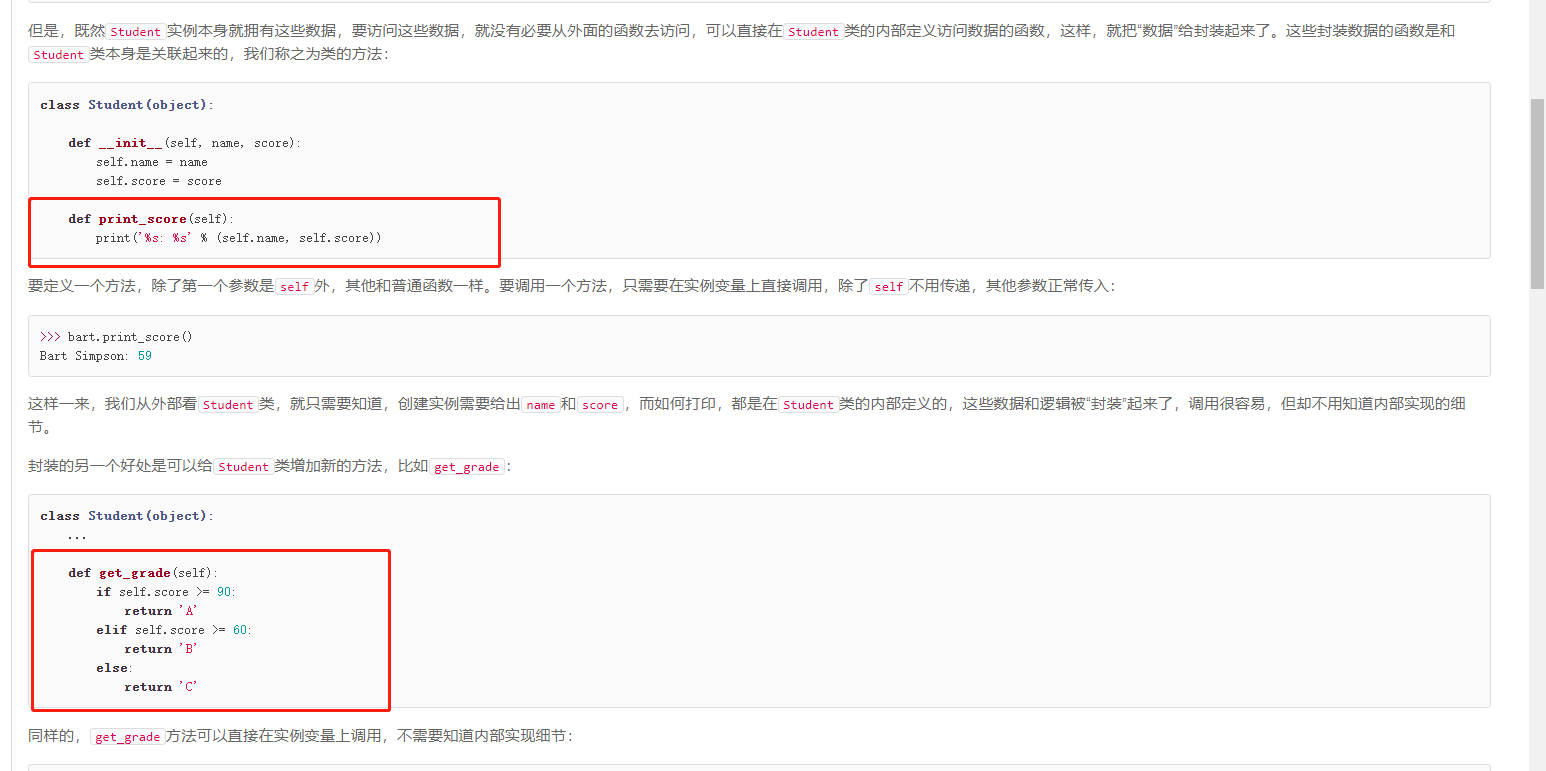 但是，既然Student实例本身就拥有这些数据，要访问这些数据，就没有必要从外面的函数去访问，可以直接在Student类的内部定义访问数据的函数，这样，就把“数据”给封装起来了。这些封装数据的函数是和
Student类本身是关联起来的，我们称之为类的方法：
class Student(object):
def __init__(self, name, score):
self.name = name
self.score = score
def print_score(self):
print('%s: %s' % (self.name, self.score))
要定义一个方法，除了第一个参数是self外，其他和普通函数一样。要调用一个方法，只需要在实例变量上直接调用，除了self不用传递，其他参数正常传入：
>>> bart.print_score()
Bart Simpson: 59
这样一来，我们从外部看Student类，就只需要知道，创建实例需要给出name和score，而如何打印，都是在Student类的内部定义的，这些数据和逻辑被“封装”起来了，调用很容易，但却不用知道内部实现的细
节。
封装的另一个好处是可以给Student类增加新的方法，比如get_grade：
class Student(object):
...
def get_grade(self):
if self.score >= 90:
return 'A'
elif self.score >= 60:
return 'B'
else:
return 'C'
同样的，get_grade方法可以直接在实例变量上调用，不需要知道内部实现细节：